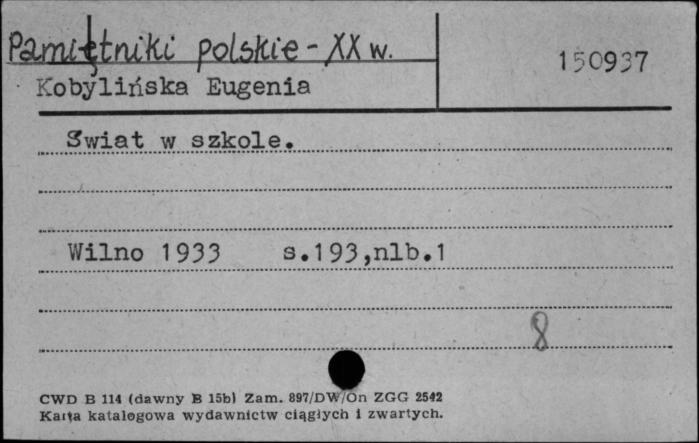 Pamiętniki polskie - XX w.
150937
Kobylińska Eugenia
Świat w szkole.
Wilno 1933 s.193,nlb.1
8
CWD B 114 (dawny B 15b) Zam. 897/DW/On ZGG 2542
Karta katalogowa wydawnictw ciągłych i zwartych.